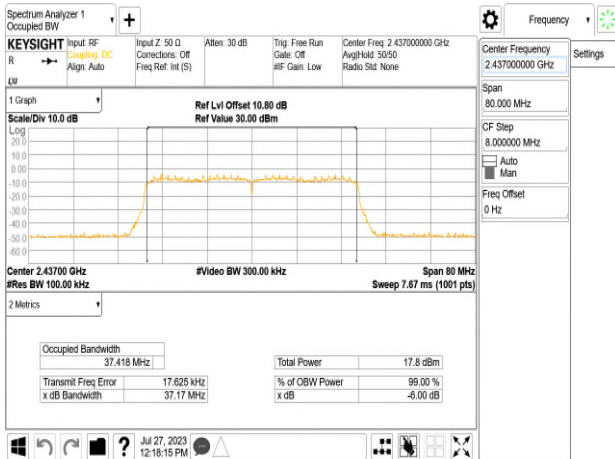 Spectrum Analyzer 1
Occupied BW
+
KEYSIGHT
R
Input: RF
Coupling: DC
Align: Auto
Input Z: 50 Ω
Corrections: Off
Freq Ref: Int (S)
Atten: 30 dB
Trig: Free Run
Gate: Off
#IF Gain: Low
Center Freq: 2.437000000 GHz
Avg|Hold: 50/50
Radio Std: None
Frequency
Settings
Center Frequency
2.437000000 GHz
Span
80.000 MHz
CF Step
8.000000 MHz
Auto
Man
Freq Offset
0 Hz
1 Graph
Scale/Div 10.0 dB
Ref Lvl Offset 10.80 dB
Ref Value 30.00 dBm
Log
20.0
10.0
0.00
-10.0
-20.0
-30.0
-40.0
-50.0
-60.0
Center 2.43700 GHz
#Video BW 300.00 kHz
Span 80 MHz
#Res BW 100.00 kHz
Sweep 7.67 ms (1001 pts)
2 Metrics
Occupied Bandwidth
37.418 MHz
Transmit Freq Error 17.625 kHz
x dB Bandwidth 37.17 MHz
Total Power 17.8 dBm
% of OBW Power 99.00 %
x dB -6.00 dB
?
Jul 27, 2023
12:18:15 PM